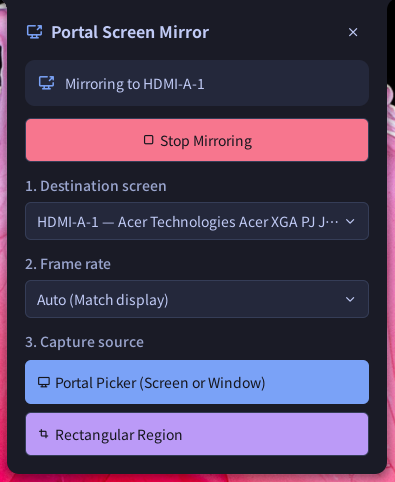 Portal Screen Mirror
Mirroring to HDMI-A-1
Stop Mirroring
1. Destination screen
HDMI-A-1 — Acer Technologies Acer XGA PJ J···
2. Frame rate
Auto (Match display)
3. Capture source
Portal Picker (Screen or Window)
Rectangular Region